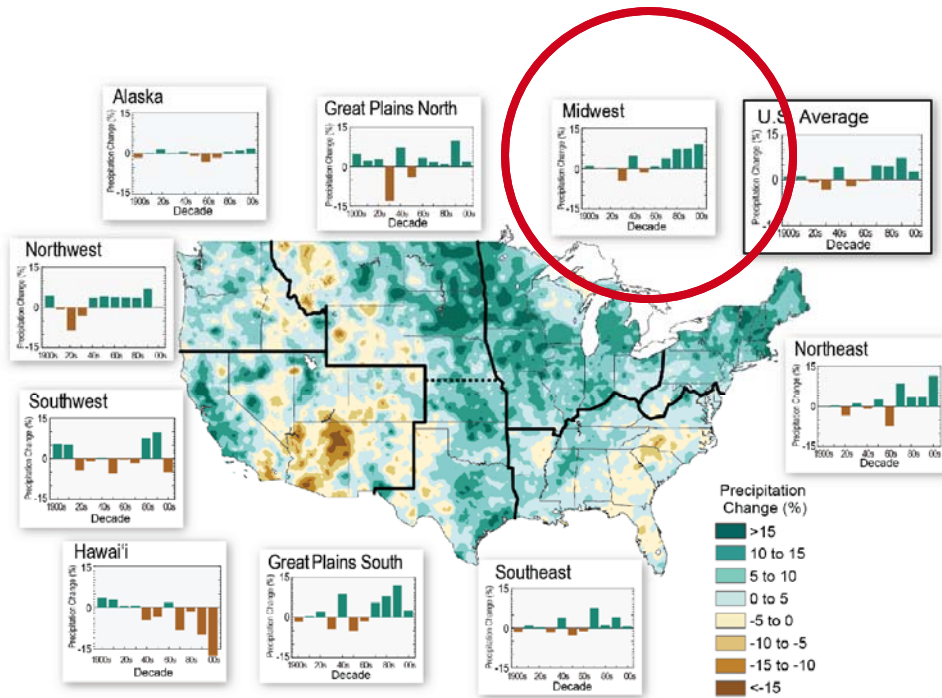 Alaska
Precipitation Change (%)
15
0
-15
1900s 20s 40s 60s 80s 00s
Decade
Great Plains North
Precipitation Change (%)
15
0
-15
1900s 20s 40s 60s 80s 00s
Decade
Midwest
Precipitation Change (%)
15
0
-15
1900s 20s 40s 60s 80s 00s
Decade
U.S. Average
Precipitation Change (%)
15
0
-15
1900s 20s 40s 60s 80s 00s
Decade
Northwest
Precipitation Change (%)
15
0
-15
1900s 20s 40s 60s 80s 00s
Decade
Northeast
Precipitation Change (%)
15
0
-15
1900s 20s 40s 60s 80s 00s
Decade
Southwest
Precipitation Change (%)
15
0
-15
1900s 20s 40s 60s 80s 00s
Decade
Hawai'i
Precipitation Change (%)
15
0
-15
1900s 20s 40s 60s 80s 00s
Decade
Great Plains South
Precipitation Change (%)
15
0
-15
1900s 20s 40s 60s 80s 00s
Decade
Southeast
Precipitation Change (%)
15
0
-15
1900s 20s 40s 60s 80s 00s
Decade
Precipitation
Change (%)
>15
10 to 15
5 to 10
0 to 5
-5 to 0
-10 to -5
-15 to -10
<-15